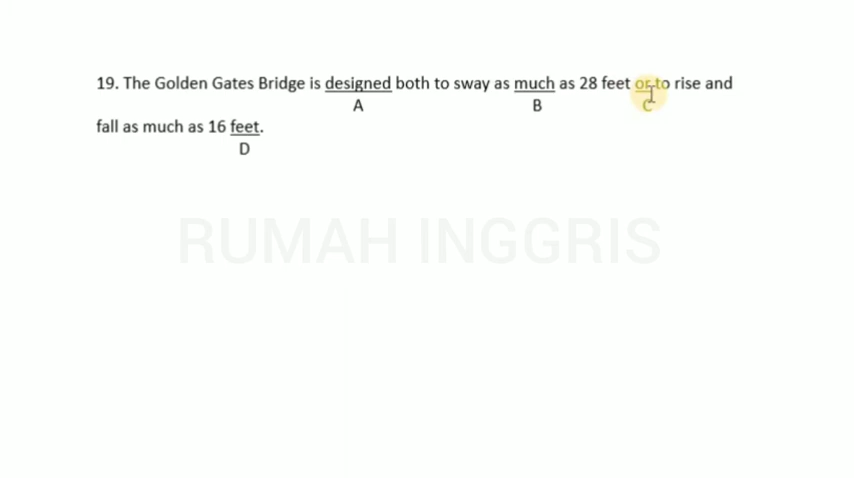 19. The Golden Gates Bridge is designed both to sway as much as 28 feet or to rise and
A B C
fall as much as 16 feet.
D
RUMAH INGGRIS